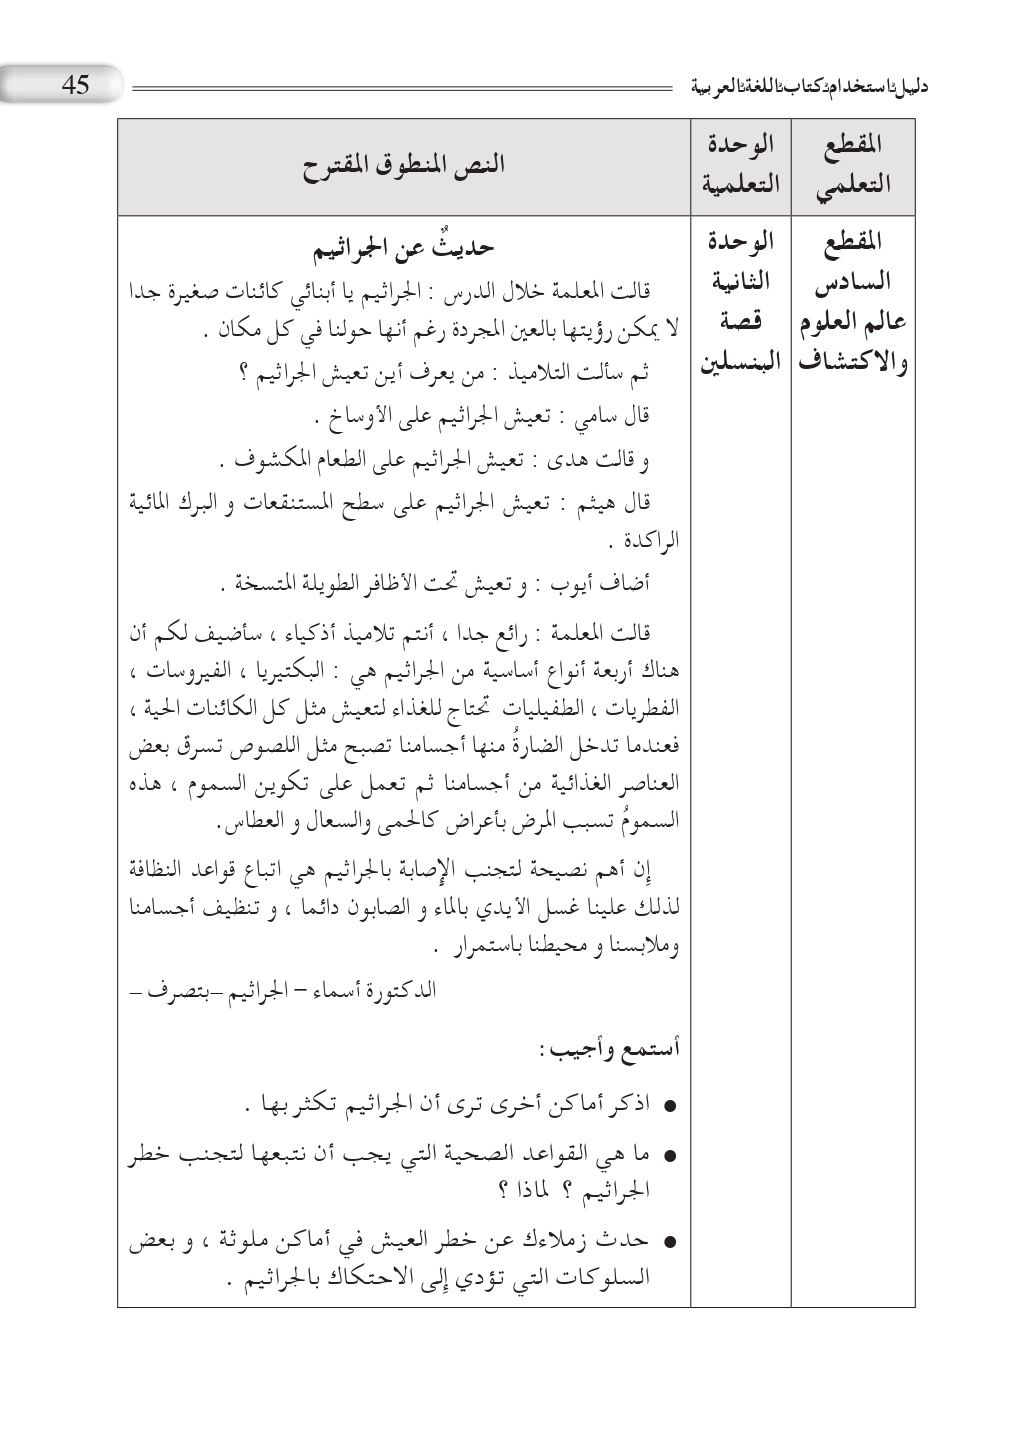 دليل استخدام كتاب اللغة العربية
45
المقطع
التعلمي
الوحدة
التعلمية
النص المنطوق المقترح
المقطع
السادس
عالم العلوم
والاكتشاف
الوحدة
الثانية
قصة
البنسلين
حديثٌ عن الجراثيم
قالت المعلمة خلال الدرس : الجراثيم يا أبنائي كائنات صغيرة جدا
لا يمكن رؤيتها بالعين المجردة رغم أنها حولنا في كل مكان .
ثم سألت التلاميذ : من يعرف أين تعيش الجراثيم ؟
قال سامي : تعيش الجراثيم على الأوساخ .
و قالت هدى : تعيش الجراثيم على الطعام المكشوف .
قال هيثم : تعيش الجراثيم على سطح المستنقعات و البرك المائية
الراكدة .
أضاف أيوب : و تعيش تحت الأظافر الطويلة المتسخة .
قالت المعلمة : رائع جدا ، أنتم تلاميذ أذكياء ، سأضيف لكم أن
هناك أربعة أنواع أساسية من الجراثيم هي : البكتيريا ، الفيروسات ،
الفطريات ، الطفيليات تحتاج للغذاء لتعيش مثل كل الكائنات الحية ،
فعندما تدخل الضارةُ منها أجسامنا تصبح مثل اللصوص تسرق بعض
العناصر الغذائية من أجسامنا ثم تعمل على تكوين السموم ، هذه
السمومُ تسبب المرض بأعراض كالحمى والسعال و العطاس.
إن أهم نصيحة لتجنب الإصابة بالجراثيم هي اتباع قواعد النظافة
لذلك علينا غسل الأيدي بالماء و الصابون دائما ، و تنظيف أجسامنا
وملابسنا و محيطنا باستمرار .
الدكتورة أسماء – الجراثيم –بتصرف –
أستمع وأجيب :
● اذكر أماكن أخرى ترى أن الجراثيم تكثر بها .
● ما هي القواعد الصحية التي يجب أن نتبعها لتجنب خطر
الجراثيم ؟ لماذا ؟
● حدث زملاءك عن خطر العيش في أماكن ملوثة ، و بعض
السلوكات التي تؤدي إلى الاحتكاك بالجراثيم .